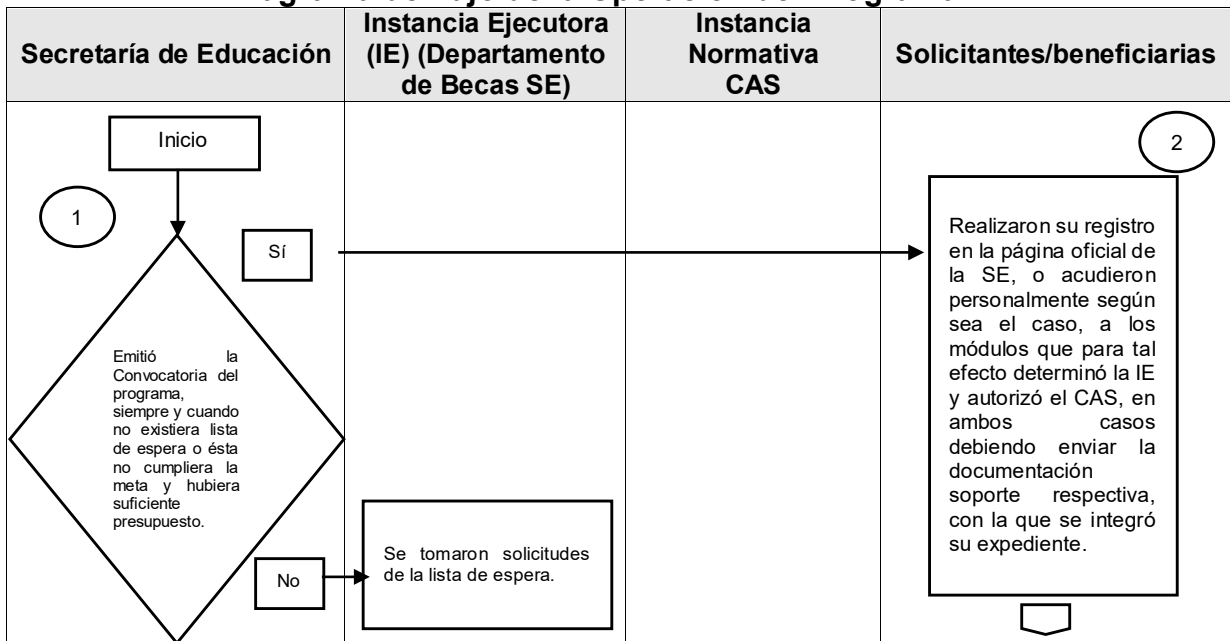 Secretaría de Educación
Instancia Ejecutora
(IE) (Departamento
de Becas SE)
Instancia
Normativa
CAS
Solicitantes/beneficiarias
Inicio
1
Sí
Emitió la
Convocatoria del
programa,
siempre y cuando
no existiera lista
de espera o ésta
no cumpliera la
meta y hubiera
suficiente
presupuesto.
No
Se tomaron solicitudes
de la lista de espera.
2
Realizaron su registro
en la página oficial de
la SE, o acudieron
personalmente según
sea el caso, a los
módulos que para tal
efecto determinó la IE
y autorizó el CAS, en
ambos casos
debiendo enviar la
documentación
soporte respectiva,
con la que se integró
su expediente.